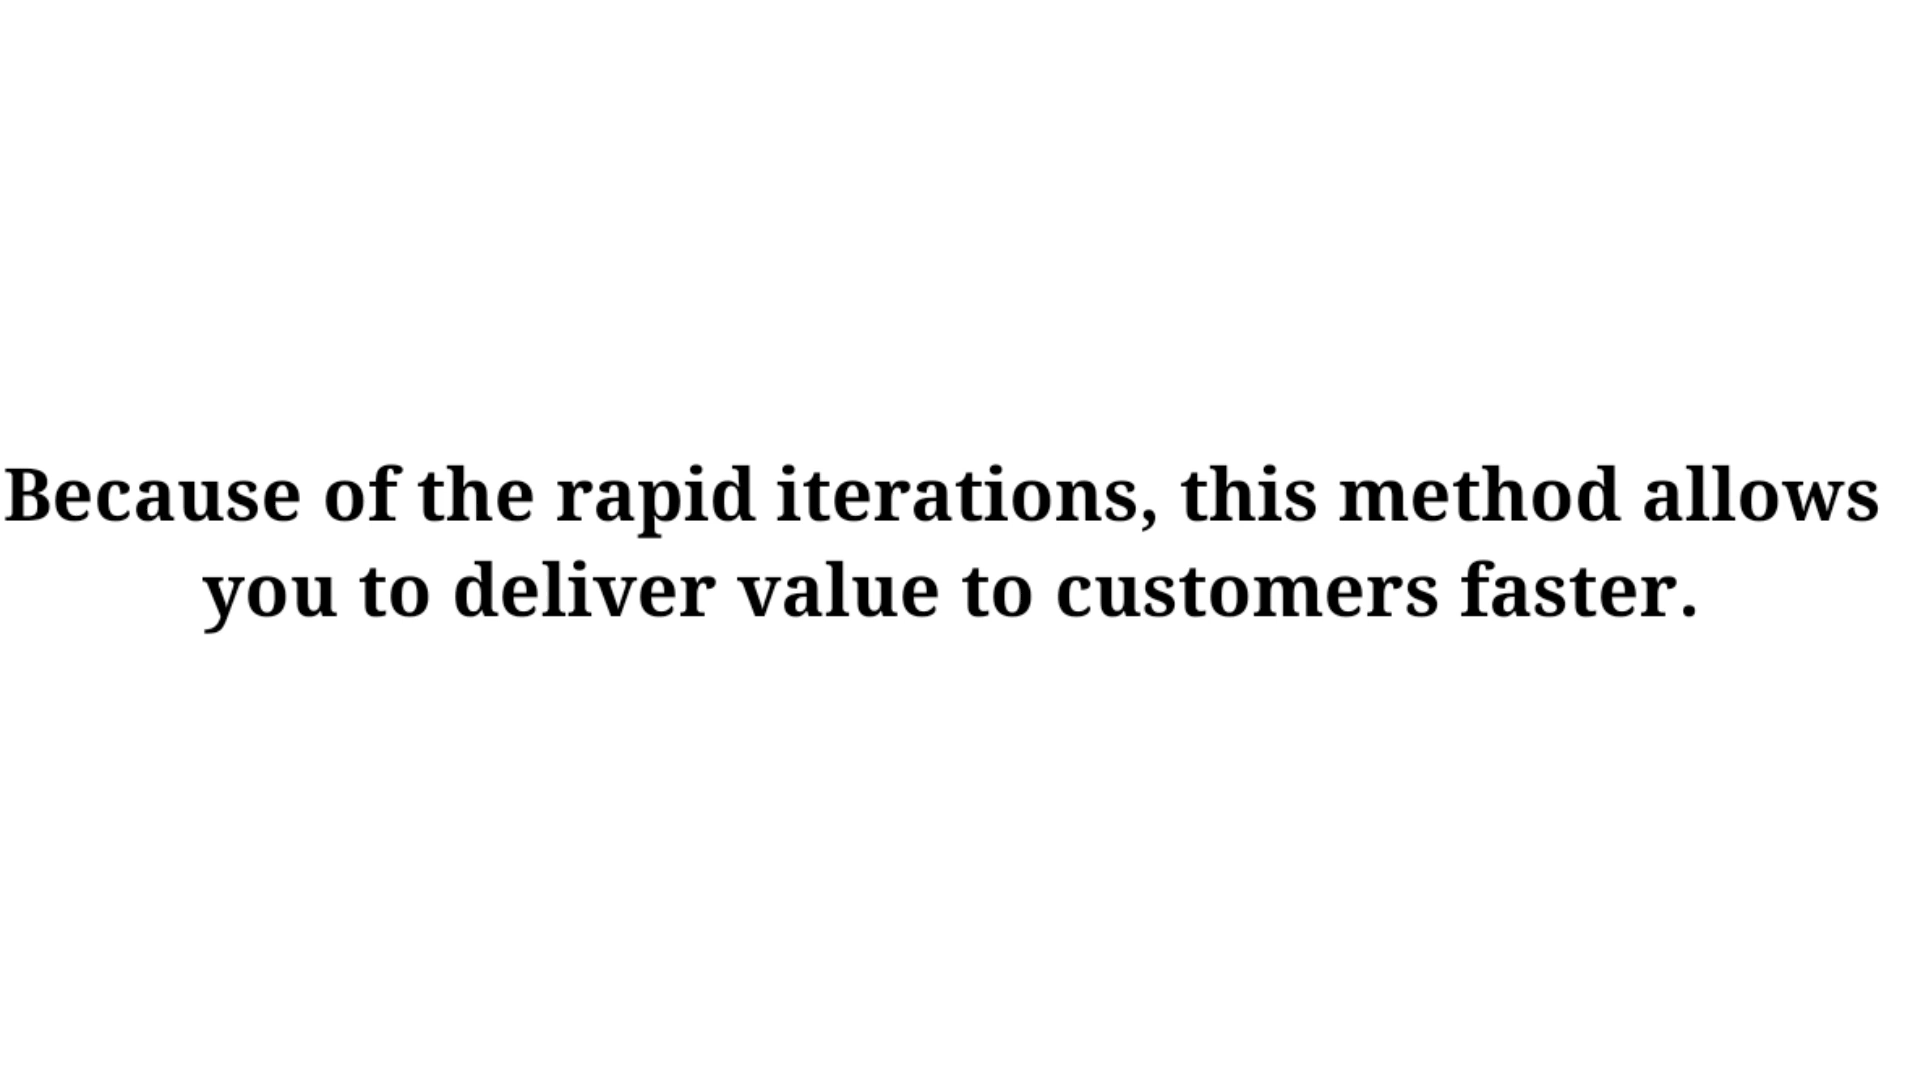 Because of the rapid iterations, this method allows
you to deliver value to customers faster.